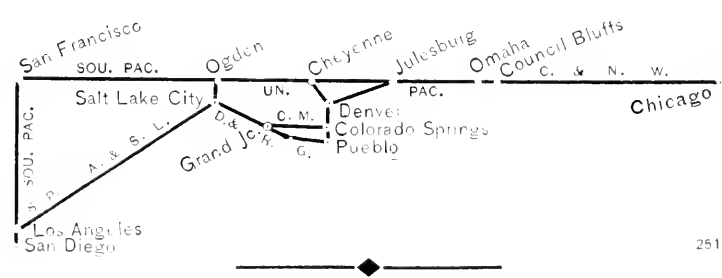 San Francisco
Ogden
Cheyenne
Julesburg
Omaha
Council Bluffs
SOU. PAC.
UN.
PAC.
C. & N. W.
Chicago
Salt Lake City
Denver
C. M.
Colorado Springs
D. & R. G.
Grand Jc.
Pueblo
SOU. PAC.
S. P. L. A. & S. L.
Los Angeles
San Diego
251